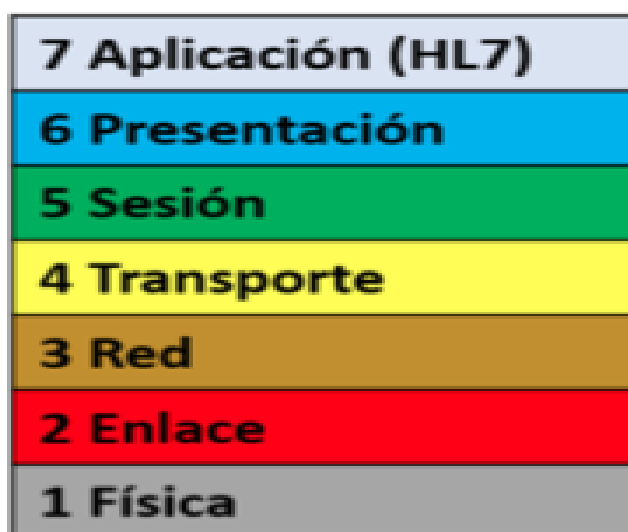 7 Aplicación (HL7)
6 Presentación
5 Sesión
4 Transporte
3 Red
2 Enlace
1 Física